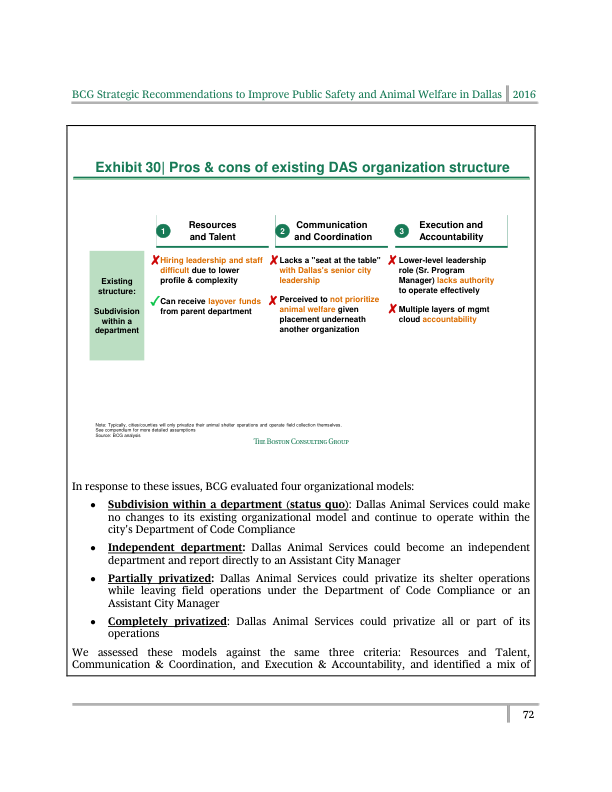 BCG Strategic Recommendations to Improve Public Safety and Animal Welfare in Dallas 2016
Exhibit 30| Pros & cons of existing DAS organization structure
1 Resources
and Talent
2 Communication
and Coordination
3 Execution and
Accountability
Existing
structure:
Subdivision
within a
department
✘Hiring leadership and staff
difficult due to lower
profile & complexity
✓Can receive layover funds
from parent department
✘Lacks a "seat at the table"
with Dallas's senior city
leadership
✘Perceived to not prioritize
animal welfare given
placement underneath
another organization
✘Lower-level leadership
role (Sr. Program
Manager) lacks authority
to operate effectively
✘Multiple layers of mgmt
cloud accountability
Note: Typically, cities/counties will only privatize their animal shelter operations and operate field collection themselves.
See compendium for more detailed assumptions
Source: BCG analysis
The Boston Consulting Group
In response to these issues, BCG evaluated four organizational models:
• Subdivision within a department (status quo): Dallas Animal Services could make
no changes to its existing organizational model and continue to operate within the
city's Department of Code Compliance
• Independent department: Dallas Animal Services could become an independent
department and report directly to an Assistant City Manager
• Partially privatized: Dallas Animal Services could privatize its shelter operations
while leaving field operations under the Department of Code Compliance or an
Assistant City Manager
• Completely privatized: Dallas Animal Services could privatize all or part of its
operations
We assessed these models against the same three criteria: Resources and Talent,
Communication & Coordination, and Execution & Accountability, and identified a mix of
72